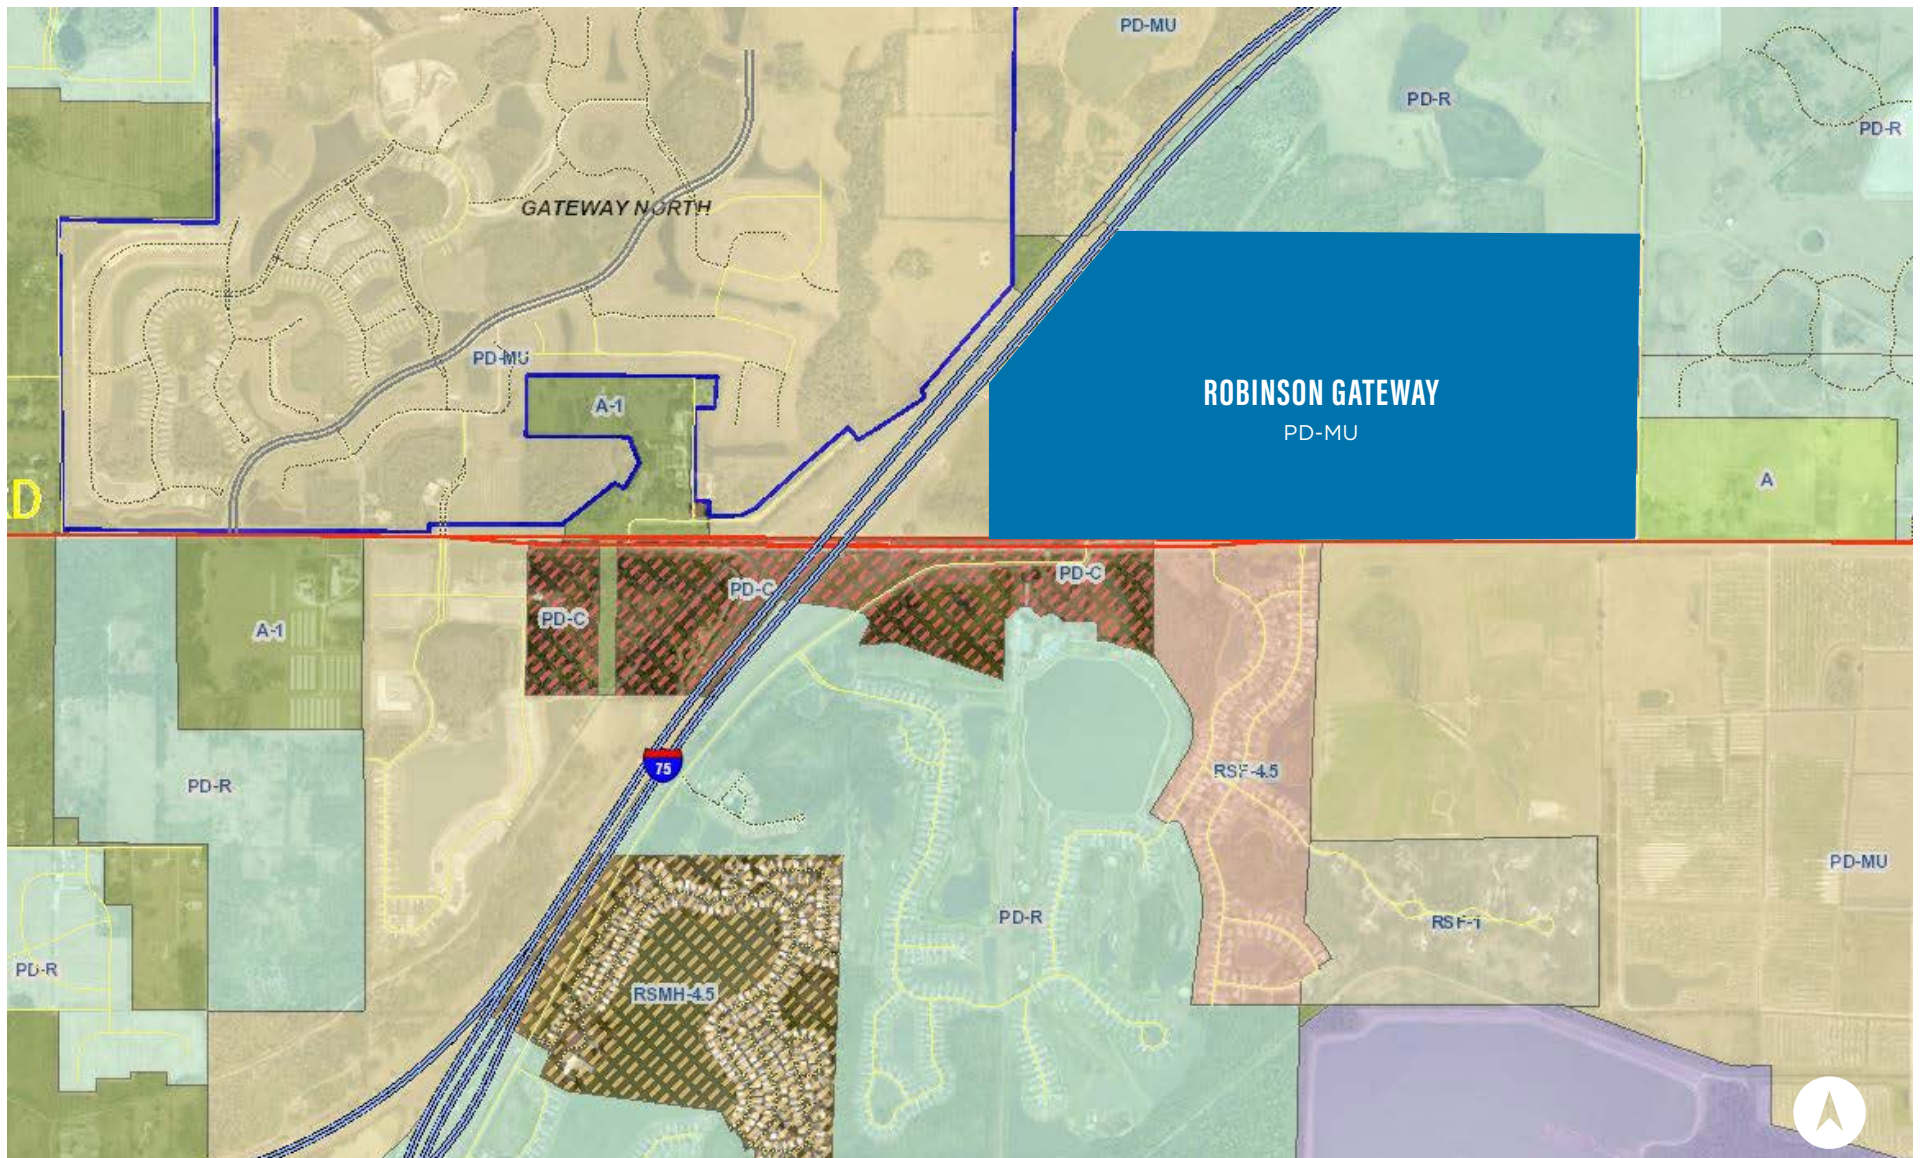 PD-MU
PD-R
PD-R
GATEWAY NORTH
PD-MU
A-1
ROBINSON GATEWAY
PD-MU
A
D
PD-C
PD-C
PD-C
A-1
75
RSF-4.5
PD-R
PD-MU
PD-R
RSF-1
PD-R
RSMH-4.5